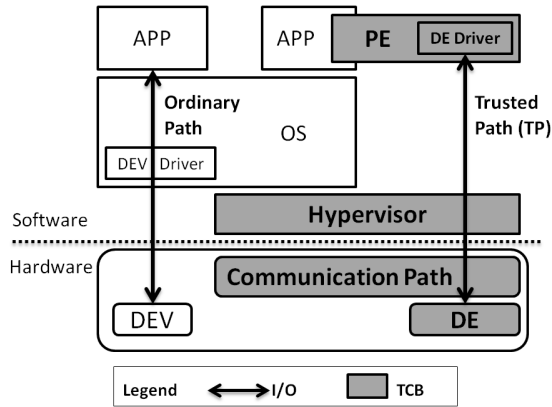 APP
APP
PE
DE Driver
Ordinary
Path
Trusted
Path (TP)
OS
DEV Driver
Software
Hypervisor
Hardware
Communication Path
DEV
DE
Legend
I/O
TCB